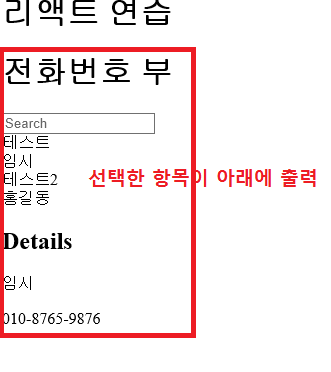 리액트 연습
전화번호 부
Search
테스트
임시
테스트2
선택한 항목이 아래에 출력
홍길동
Details
임시
010-8765-9876